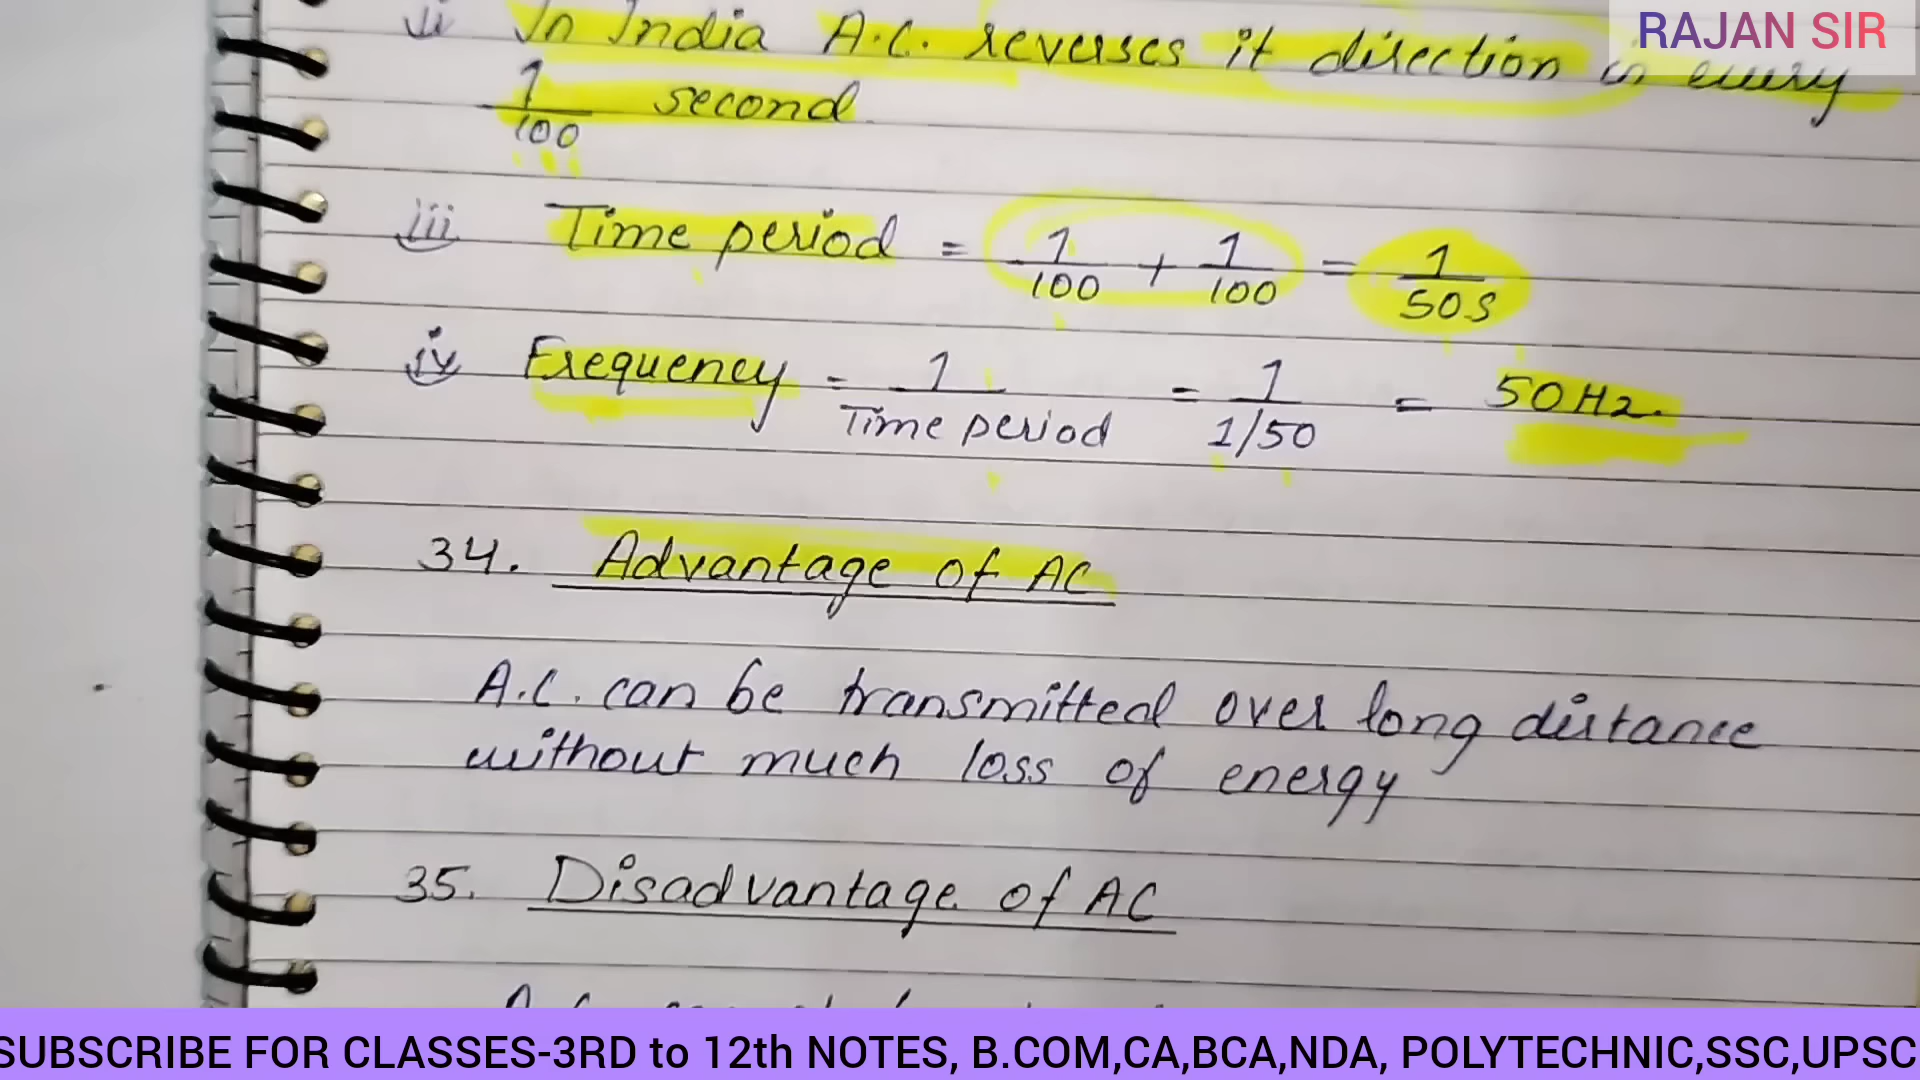 RAJAN SIR
ii In India A.C. reverses it direction in every
1/100 second.
iii Time period = 1/100 + 1/100 = 1/50s
iv Frequency = 1/Time period = 1/1/50 = 50Hz.
34. Advantage of AC
A.C. can be transmitted over long distance
without much loss of energy
35. Disadvantage of AC
SUBSCRIBE FOR CLASSES-3RD to 12th NOTES, B.COM,CA,BCA,NDA, POLYTECHNIC,SSC,UPSC